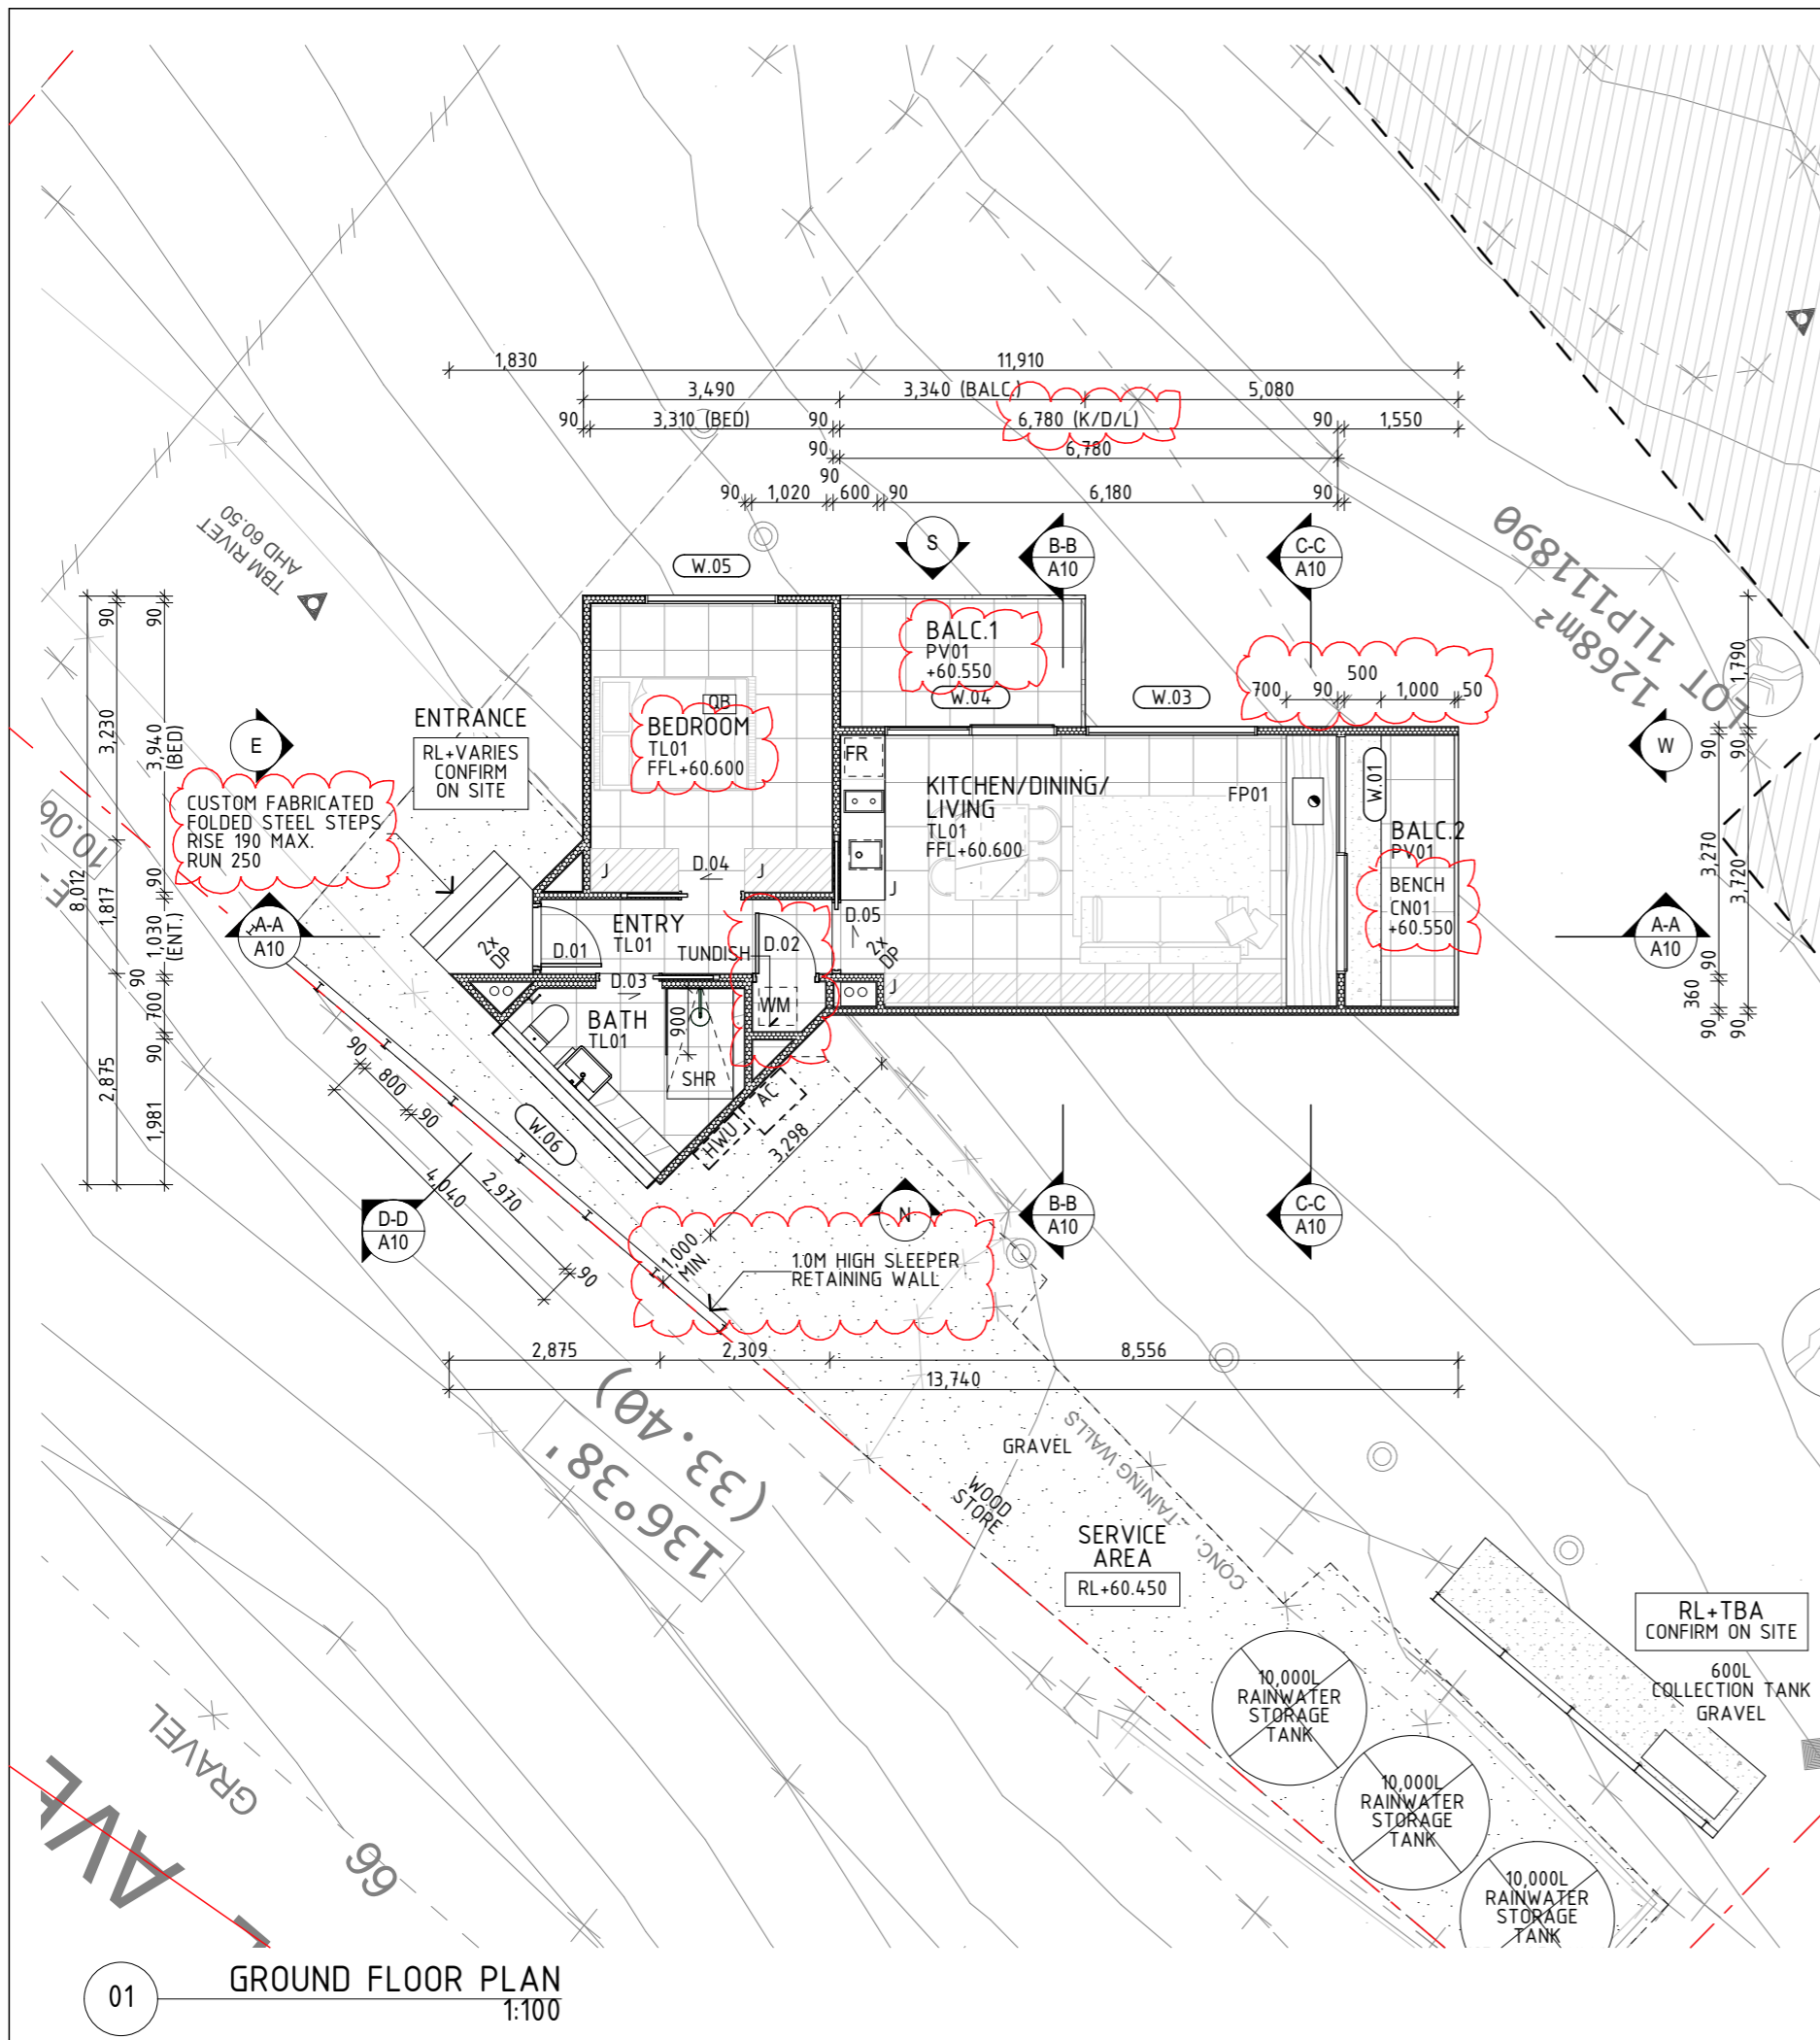 1,830
11,910
3,490
3,340 (BALC.)
5,080
90
3,310 (BED)
90
6,780 (K/D/L)
90
1,550
90
6,780
90
90
1,020
600
90
6,180
90
TBM RIVET
AHD 60.50
W.05
S
B-B
A10
C-C
A10
LOT 1LP111890
1268m²
BALC.1
PV01
+60.550
W.04
W.03
500
700
90
1,000
50
1,790
90
90
3,230
3,940
(BED)
8,012
90
1,817
1,030
(ENT.)
90
700
2,875
90
1,981
E
ENTRANCE
RL+VARIES
CONFIRM
ON SITE
QB
BEDROOM
TL01
FFL+60.600
FR
KITCHEN/DINING/
LIVING
TL01
FFL+60.600
FP01
W.01
BALC.2
PV01
BENCH
CN01
+60.550
W
90
90
3,270
3,720
90
360
90
90
A-A
A10
CUSTOM FABRICATED
FOLDED STEEL STEPS
RISE 190 MAX.
RUN 250
10.06
A-A
A10
J
D.04
J
J
D.05
2x
DP
J
ENTRY
TL01
D.01
TUNDISH
D.02
2x
DP
D.03
WM
BATH
TL01
900
SHR
AC
HWU
90
800
90
W.06
2,970
4,040
90
3,298
D-D
A10
N
1,000
MIN.
1.0M HIGH SLEEPER
RETAINING WALL
B-B
A10
C-C
A10
2,875
2,309
8,556
13,740
(33.40)
136°38'
GRAVEL
WOOD
STORE
SERVICE
AREA
RL+60.450
RL+TBA
CONFIRM ON SITE
600L
COLLECTION TANK
GRAVEL
10,000L
RAINWATER
STORAGE
TANK
10,000L
RAINWATER
STORAGE
TANK
10,000L
RAINWATER
STORAGE
TANK
GRAVEL
66
01
GROUND FLOOR PLAN
1:100